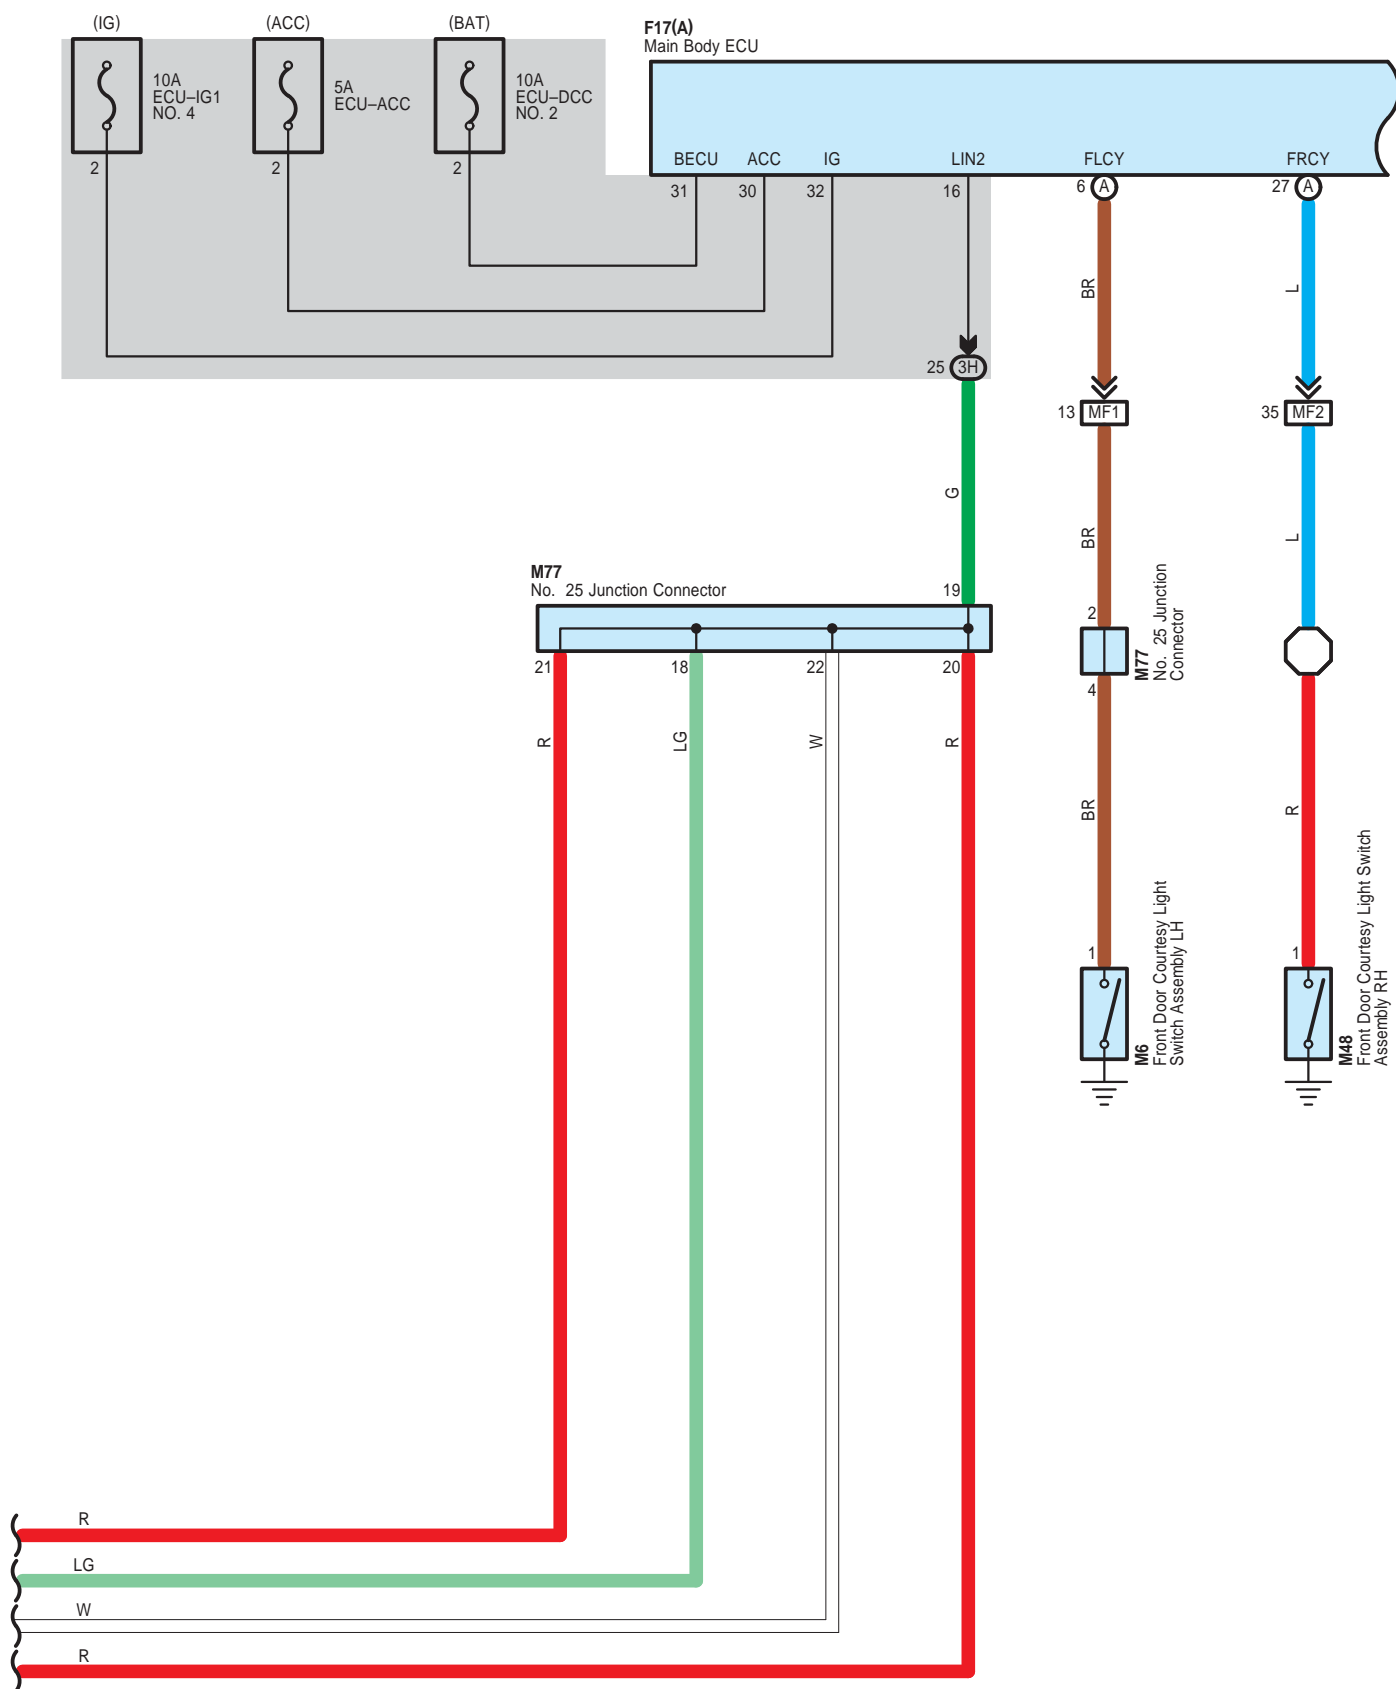 (IG)
(ACC)
(BAT)
10A
ECU–IG1
NO. 4
5A
ECU–ACC
10A
ECU–DCC
NO. 2
2
2
2
F17(A)
Main Body ECU
BECU
ACC
IG
LIN2
FLCY
FRCY
31
30
32
16
6
A
27
A
BR
L
25
3H
13
MF1
35
MF2
G
BR
L
M77
No. 25 Junction Connector
19
21
18
22
20
2
4
M77
No. 25 Junction
Connector
R
LG
W
R
BR
R
1
M6
Front Door Courtesy Light
Switch Assembly LH
1
M48
Front Door Courtesy Light Switch
Assembly RH
R
LG
W
R